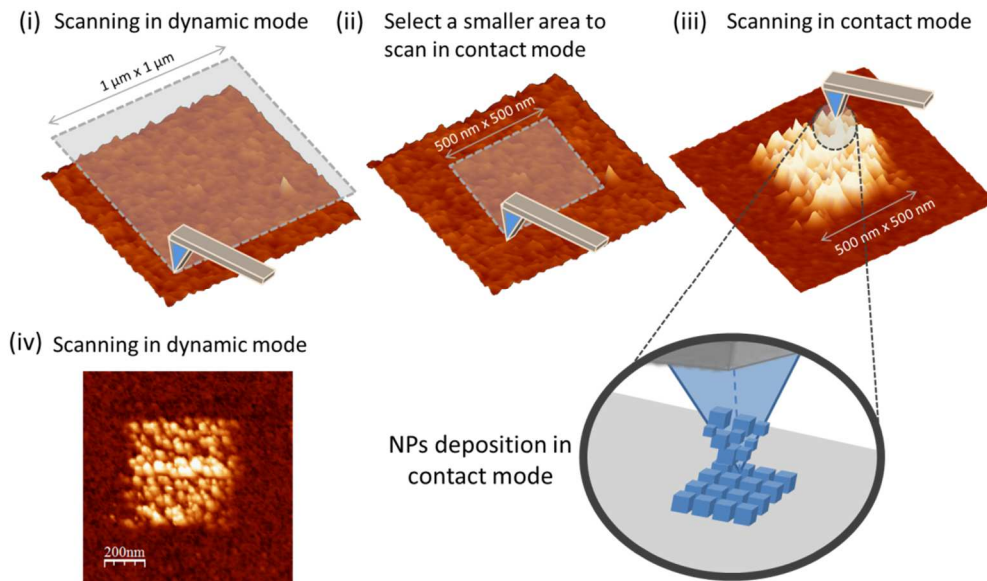 (i) Scanning in dynamic mode
1 µm x 1 µm
(ii) Select a smaller area to
scan in contact mode
500 nm x 500 nm
(iii) Scanning in contact mode
500 nm x 500 nm
(iv) Scanning in dynamic mode
200nm
NPs deposition in
contact mode